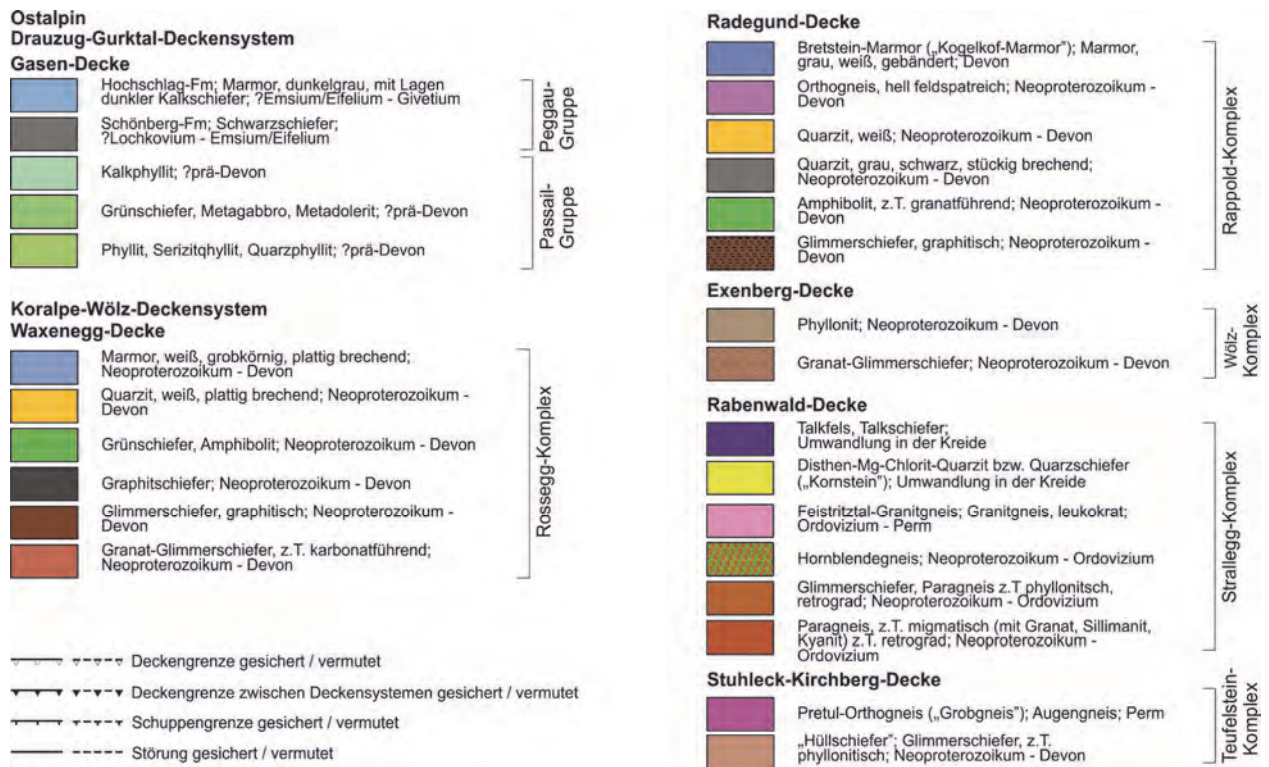 Ostalpin
Drauzug-Gurktal-Deckensystem
Gasen-Decke
Hochschlag-Fm; Marmor, dunkelgrau, mit Lagen
dunkler Kalkschiefer; ?Emsium/Eifelium - Givetium
Schönberg-Fm; Schwarzschiefer;
?Lochkovium - Emsium/Eifelium
Peggau-
Gruppe
Kalkphyllit; ?prä-Devon
Grünschiefer, Metagabbro, Metadolerit; ?prä-Devon
Phyllit, Serizitqhyllit, Quarzphyllit; ?prä-Devon
Passail-
Gruppe
Koralpe-Wölz-Deckensystem
Waxenegg-Decke
Marmor, weiß, grobkörnig, plattig brechend;
Neoproterozoikum - Devon
Quarzit, weiß, plattig brechend; Neoproterozoikum -
Devon
Grünschiefer, Amphibolit; Neoproterozoikum - Devon
Graphitschiefer; Neoproterozoikum - Devon
Glimmerschiefer, graphitisch; Neoproterozoikum -
Devon
Granat-Glimmerschiefer, z.T. karbonatführend;
Neoproterozoikum - Devon
Rossegg-Komplex
Deckengrenze gesichert / vermutet
Deckengrenze zwischen Deckensystemen gesichert / vermutet
Schuppengrenze gesichert / vermutet
Störung gesichert / vermutet
Radegund-Decke
Bretstein-Marmor („Kogelkof-Marmor”); Marmor,
grau, weiß, gebändert; Devon
Orthogneis, hell feldspatreich; Neoproterozoikum -
Devon
Quarzit, weiß; Neoproterozoikum - Devon
Quarzit, grau, schwarz, stückig brechend;
Neoproterozoikum - Devon
Amphibolit, z.T. granatführend; Neoproterozoikum -
Devon
Glimmerschiefer, graphitisch; Neoproterozoikum -
Devon
Rappold-Komplex
Exenberg-Decke
Phyllonit; Neoproterozoikum - Devon
Granat-Glimmerschiefer; Neoproterozoikum - Devon
Wölz-
Komplex
Rabenwald-Decke
Talkfels, Talkschiefer;
Umwandlung in der Kreide
Disthen-Mg-Chlorit-Quarzit bzw. Quarzschiefer
(„Kornstein”); Umwandlung in der Kreide
Feistritztal-Granitgneis; Granitgneis, leukokrat;
Ordovizium - Perm
Hornblendegneis; Neoproterozoikum - Ordovizium
Glimmerschiefer, Paragneis z.T phyllonitsch,
retrograd; Neoproterozoikum - Ordovizium
Paragneis, z.T. migmatisch (mit Granat, Sillimanit,
Kyanit) z.T. retrograd; Neoproterozoikum -
Ordovizium
Strallegg-Komplex
Stuhleck-Kirchberg-Decke
Pretul-Orthogneis („Grobgneis”); Augengneis; Perm
„Hüllschiefer”; Glimmerschiefer, z.T.
phyllonitisch; Neoproterozoikum - Devon
Teufelstein-
Komplex